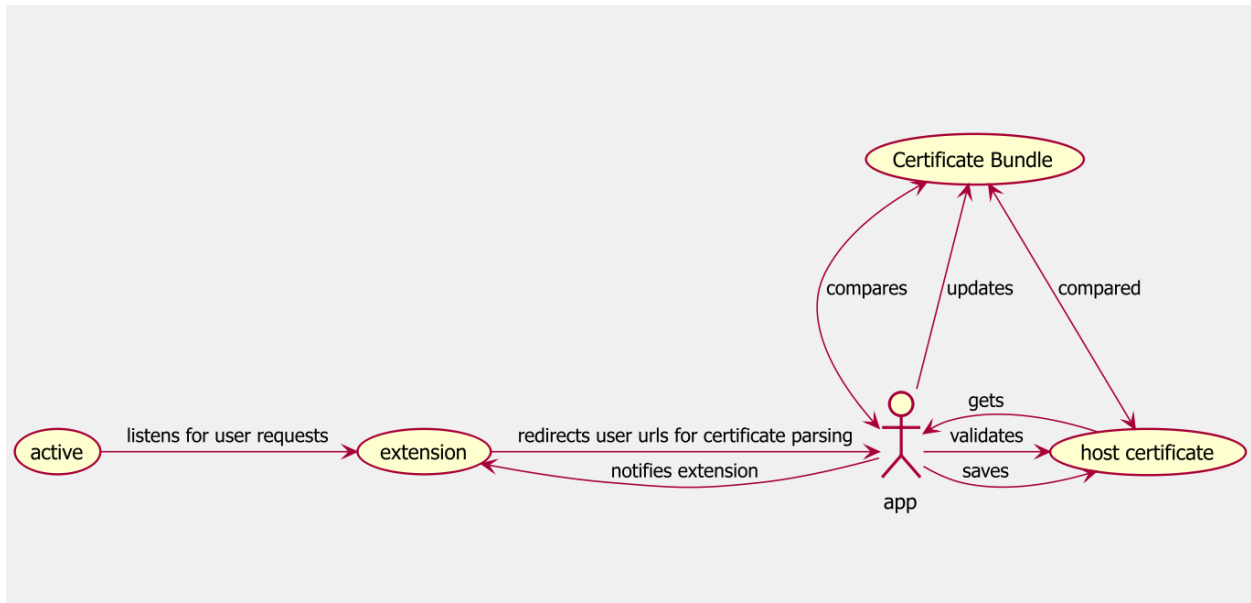 Certificate Bundle
compares
updates
compared
gets
listens for user requests
redirects user urls for certificate parsing
validates
active
extension
host certificate
notifies extension
saves
app